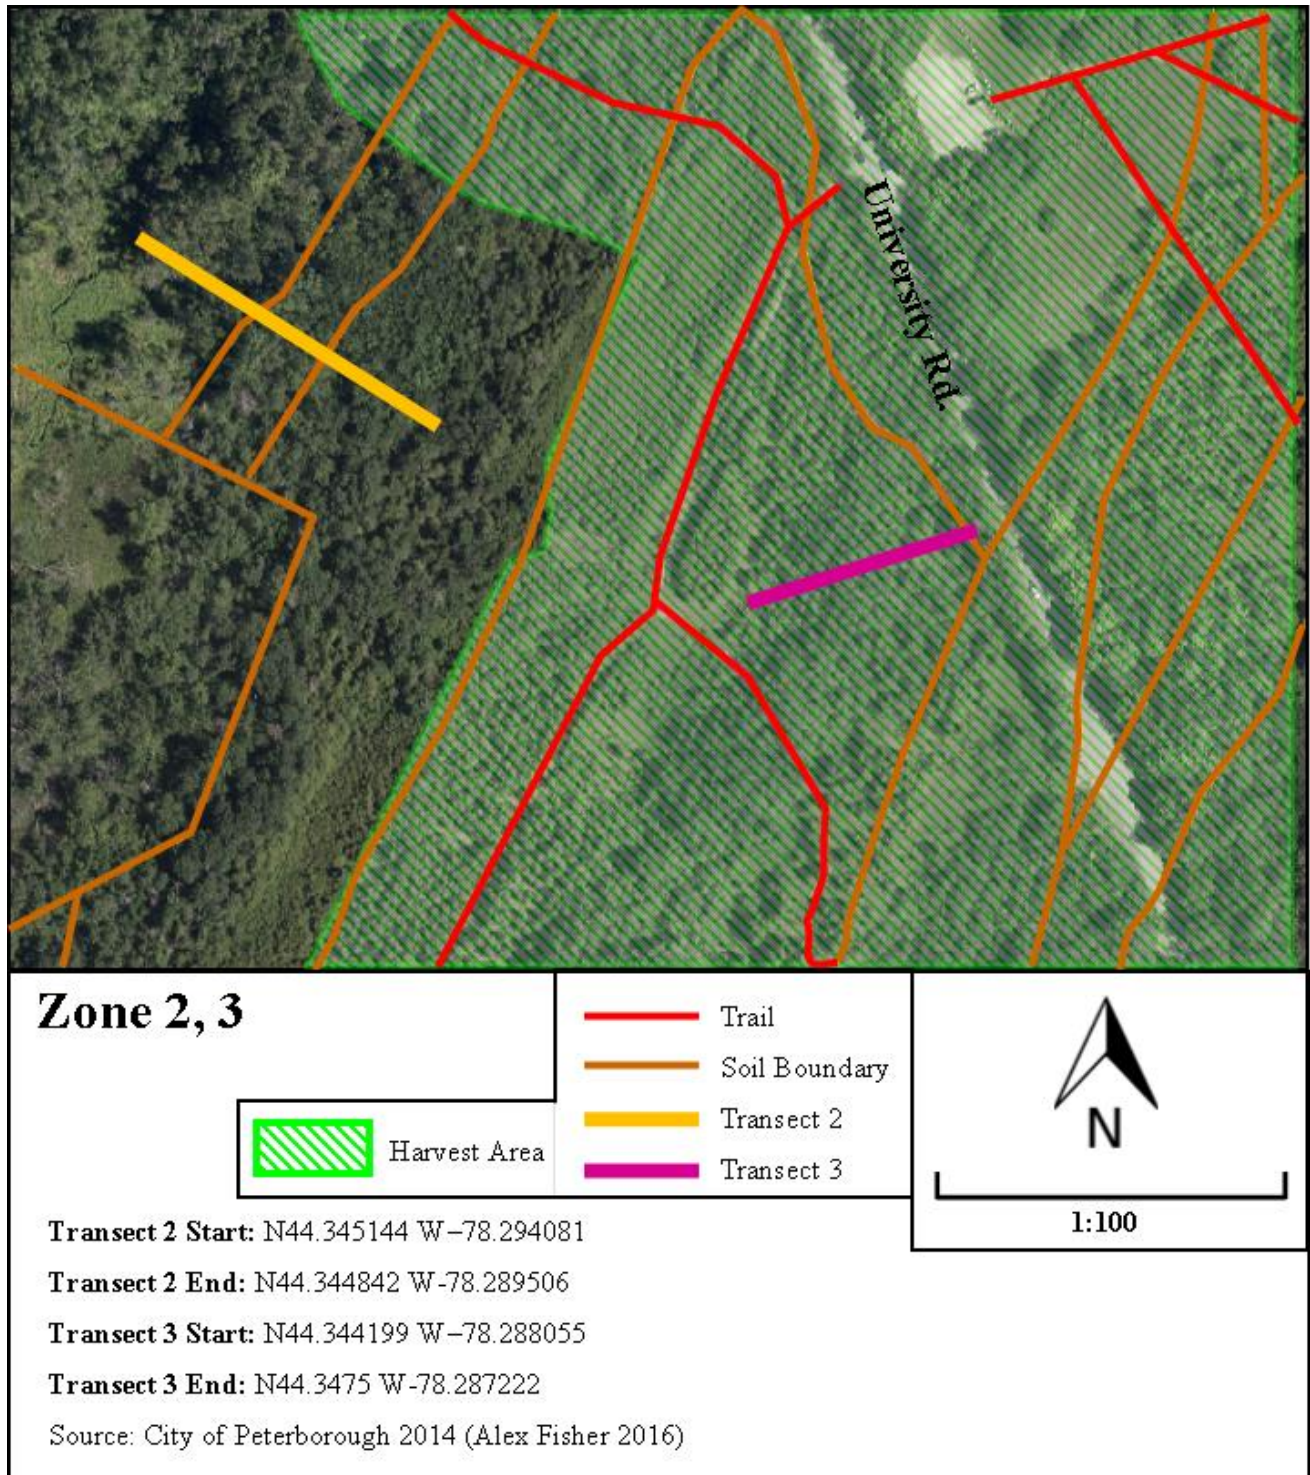 University Rd.
Zone 2, 3
Trail
Soil Boundary
Transect 2
Transect 3
Harvest Area
N
1:100
Transect 2 Start: N44.345144 W–78.294081
Transect 2 End: N44.344842 W-78.289506
Transect 3 Start: N44.344199 W–78.288055
Transect 3 End: N44.3475 W-78.287222
Source: City of Peterborough 2014 (Alex Fisher 2016)